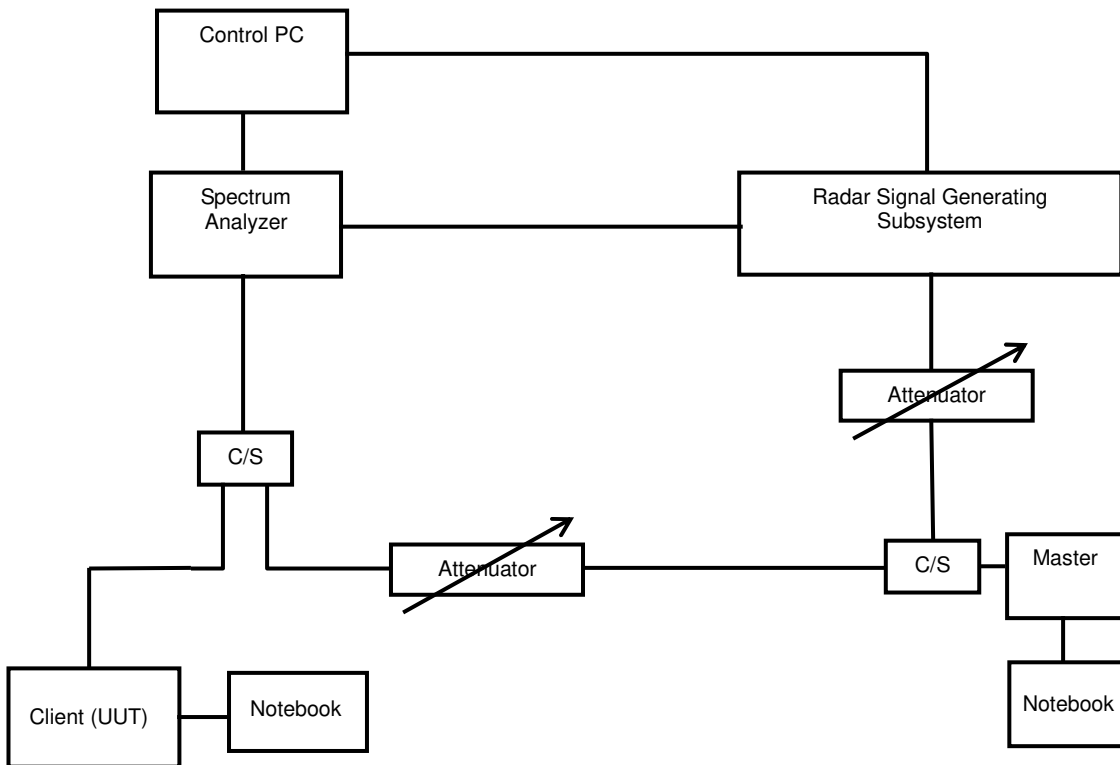 Control PC
Spectrum
Analyzer
Radar Signal Generating
Subsystem
Attenuator
C/S
Attenuator
C/S
Master
Client (UUT)
Notebook
Notebook